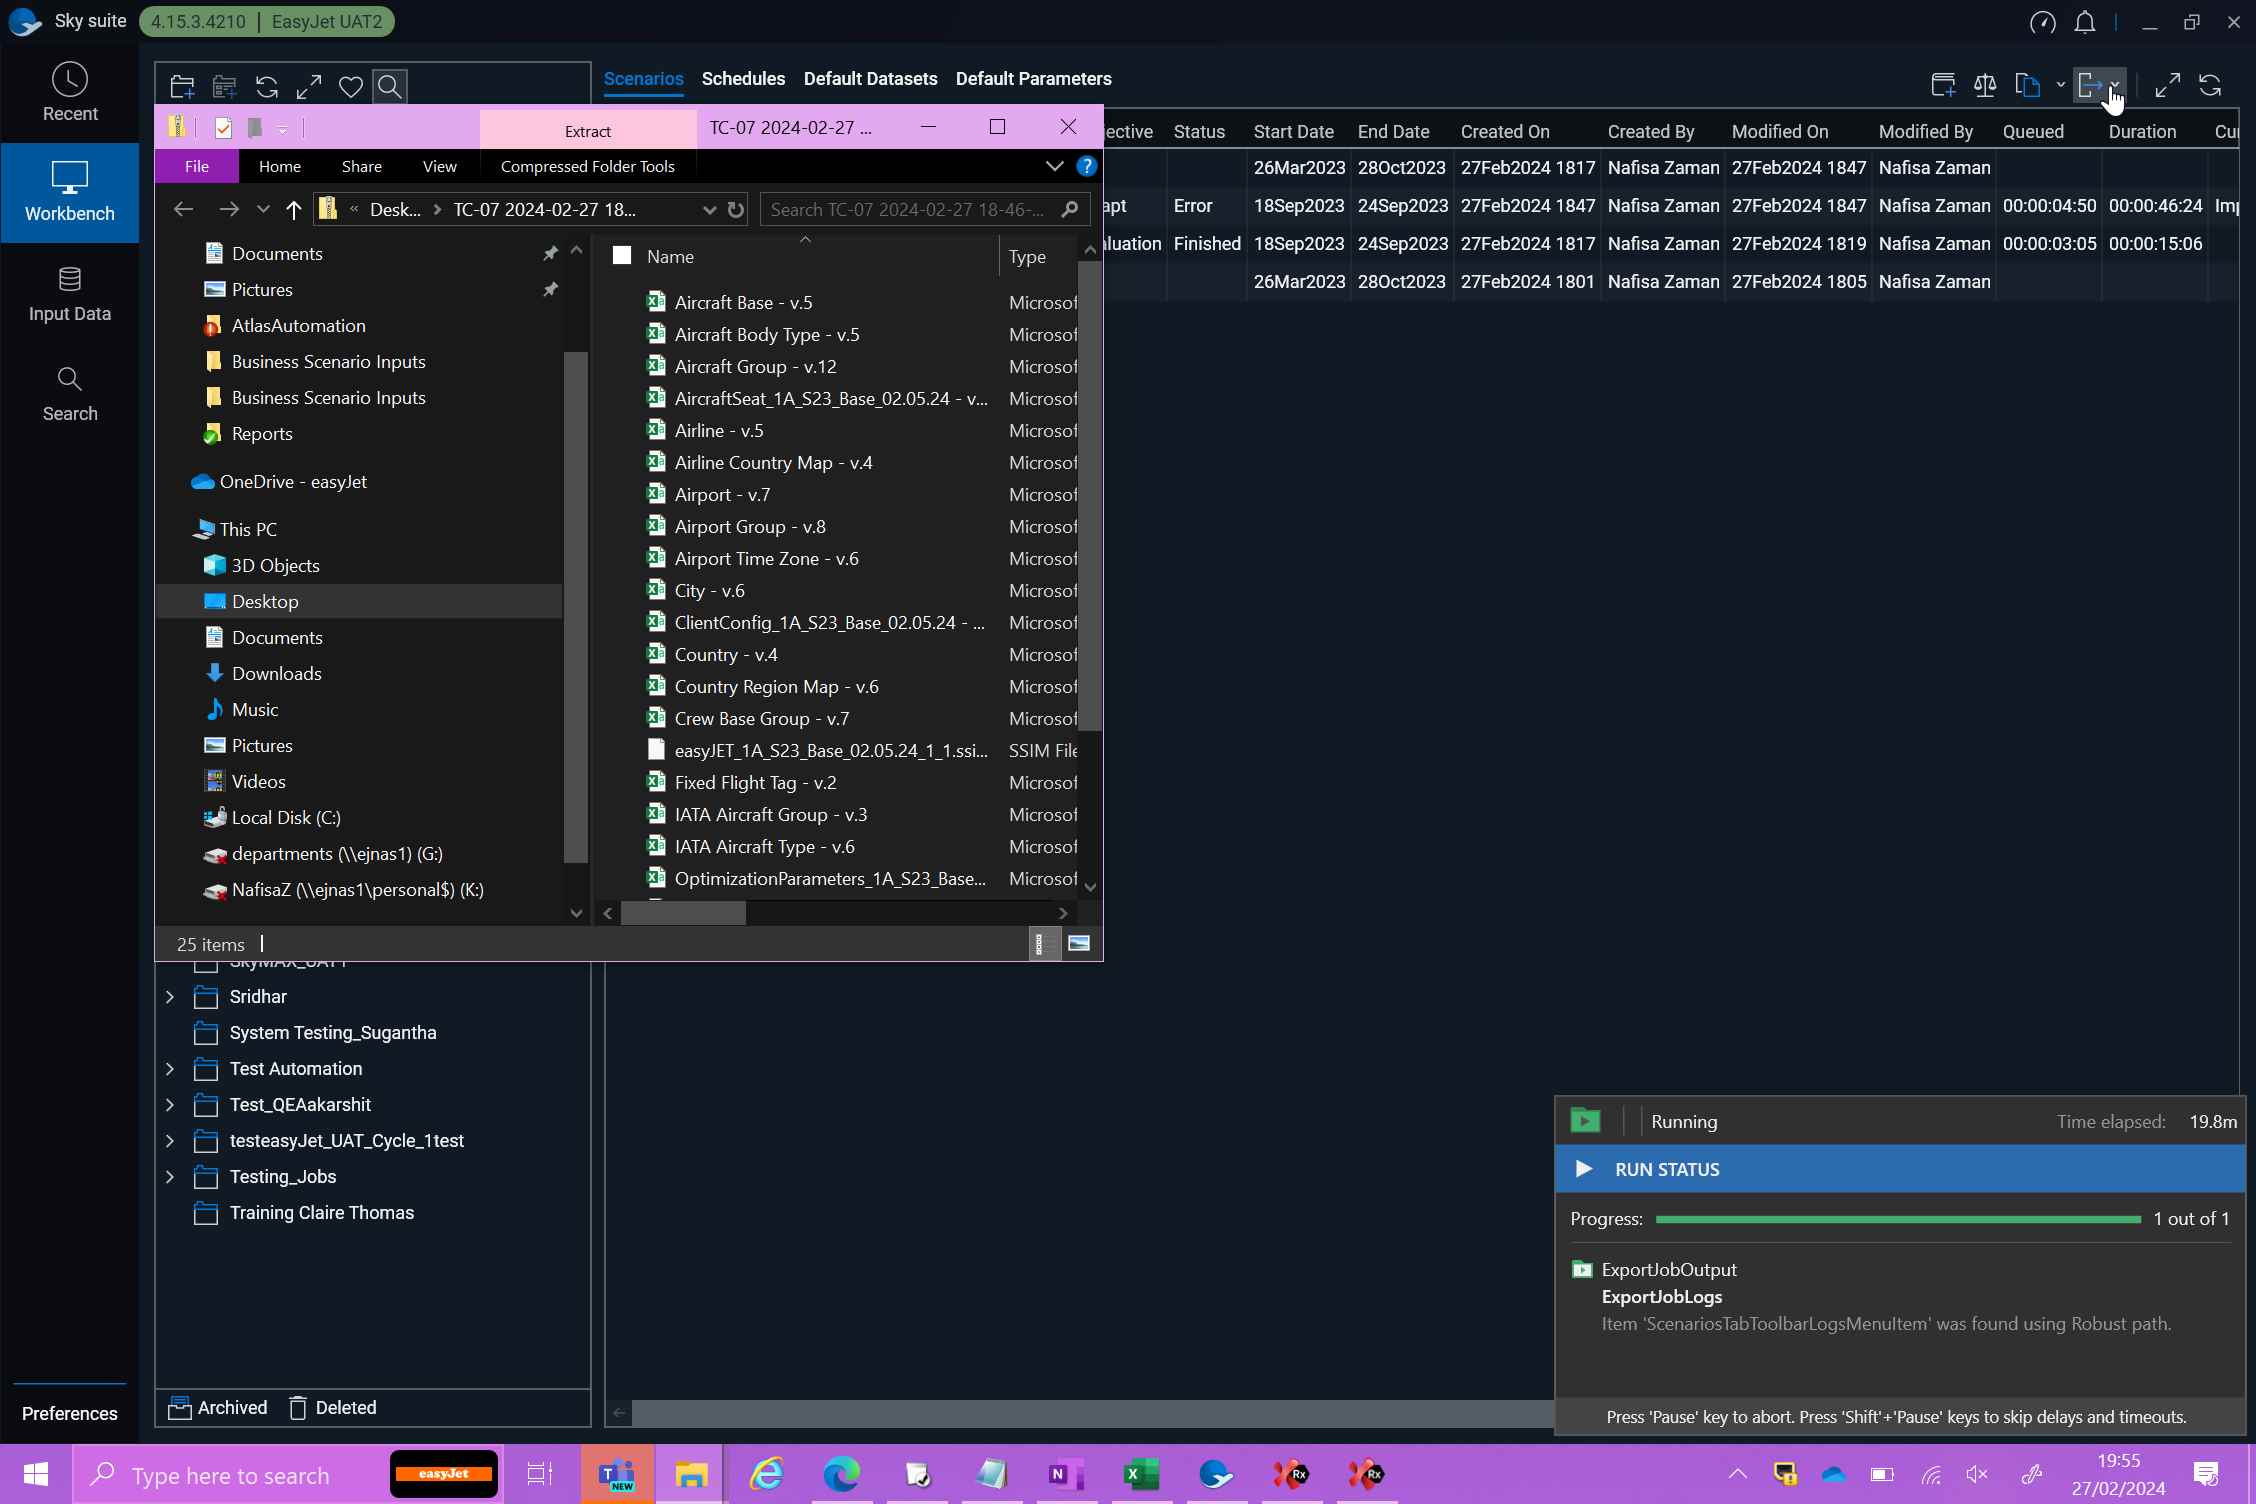 Sky suite 4.15.3.4210 | EasyJet UAT2
Recent
Workbench
Input Data
Search
Preferences
Scenarios Schedules Default Datasets Default Parameters
ective Status Start Date End Date Created On Created By Modified On Modified By Queued Duration
26Mar2023 28Oct2023 27Feb2024 1817 Nafisa Zaman 27Feb2024 1847 Nafisa Zaman
apt Error 18Sep2023 24Sep2023 27Feb2024 1847 Nafisa Zaman 27Feb2024 1847 Nafisa Zaman 00:00:04:50 00:00:46:24
luation Finished 18Sep2023 24Sep2023 27Feb2024 1817 Nafisa Zaman 27Feb2024 1819 Nafisa Zaman 00:00:03:05 00:00:15:06
26Mar2023 28Oct2023 27Feb2024 1801 Nafisa Zaman 27Feb2024 1805 Nafisa Zaman
Extract TC-07 2024-02-27 ...
File Home Share View Compressed Folder Tools
« Desk... > TC-07 2024-02-27 18...
Search TC-07 2024-02-27 18-46-...
Documents
Pictures
AtlasAutomation
Business Scenario Inputs
Business Scenario Inputs
Reports
OneDrive - easyJet
This PC
3D Objects
Desktop
Documents
Downloads
Music
Pictures
Videos
Local Disk (C:)
departments (\\ejnas1) (G:)
NafisaZ (\\ejnas1\personal$) (K:)
Name Type
Aircraft Base - v.5 Microsof
Aircraft Body Type - v.5 Microsof
Aircraft Group - v.12 Microsof
AircraftSeat_1A_S23_Base_02.05.24 - v... Microsof
Airline - v.5 Microsof
Airline Country Map - v.4 Microsof
Airport - v.7 Microsof
Airport Group - v.8 Microsof
Airport Time Zone - v.6 Microsof
City - v.6 Microsof
ClientConfig_1A_S23_Base_02.05.24 - ... Microsof
Country - v.4 Microsof
Country Region Map - v.6 Microsof
Crew Base Group - v.7 Microsof
easyJET_1A_S23_Base_02.05.24_1_1.ssi... SSIM File
Fixed Flight Tag - v.2 Microsof
IATA Aircraft Group - v.3 Microsof
IATA Aircraft Type - v.6 Microsof
OptimizationParameters_1A_S23_Base... Microsof
25 items
SkyMAX_UAT1
Sridhar
System Testing_Sugantha
Test Automation
Test_QEAakarshit
testeasyJet_UAT_Cycle_1test
Testing_Jobs
Training Claire Thomas
Archived Deleted
Running Time elapsed: 19.8m
RUN STATUS
Progress: 1 out of 1
ExportJobOutput
ExportJobLogs
Item 'ScenariosTabToolbarLogsMenuItem' was found using Robust path.
Press 'Pause' key to abort. Press 'Shift'+'Pause' keys to skip delays and timeouts.
Type here to search
easyJet
NEW
19:55
27/02/2024